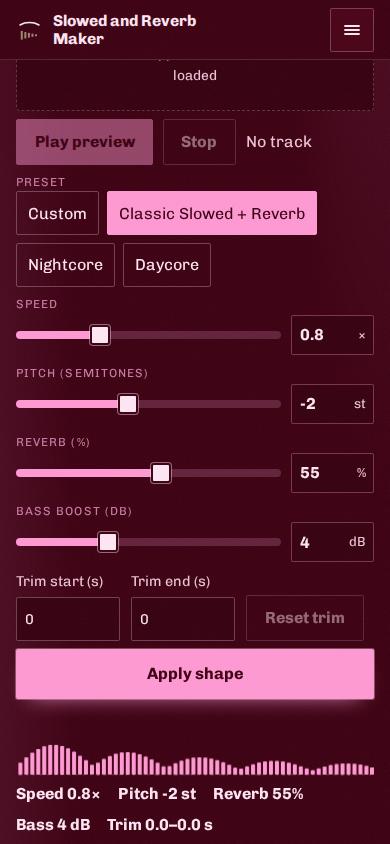 Slowed and Reverb
Maker
loaded
Play preview
Stop
No track
PRESET
Custom
Classic Slowed + Reverb
Nightcore
Daycore
SPEED
0.8 ×
PITCH (SEMITONES)
-2 st
REVERB (%)
55 %
BASS BOOST (DB)
4 dB
Trim start (s)
Trim end (s)
0
0
Reset trim
Apply shape
Speed 0.8× Pitch -2 st Reverb 55%
Bass 4 dB Trim 0.0–0.0 s